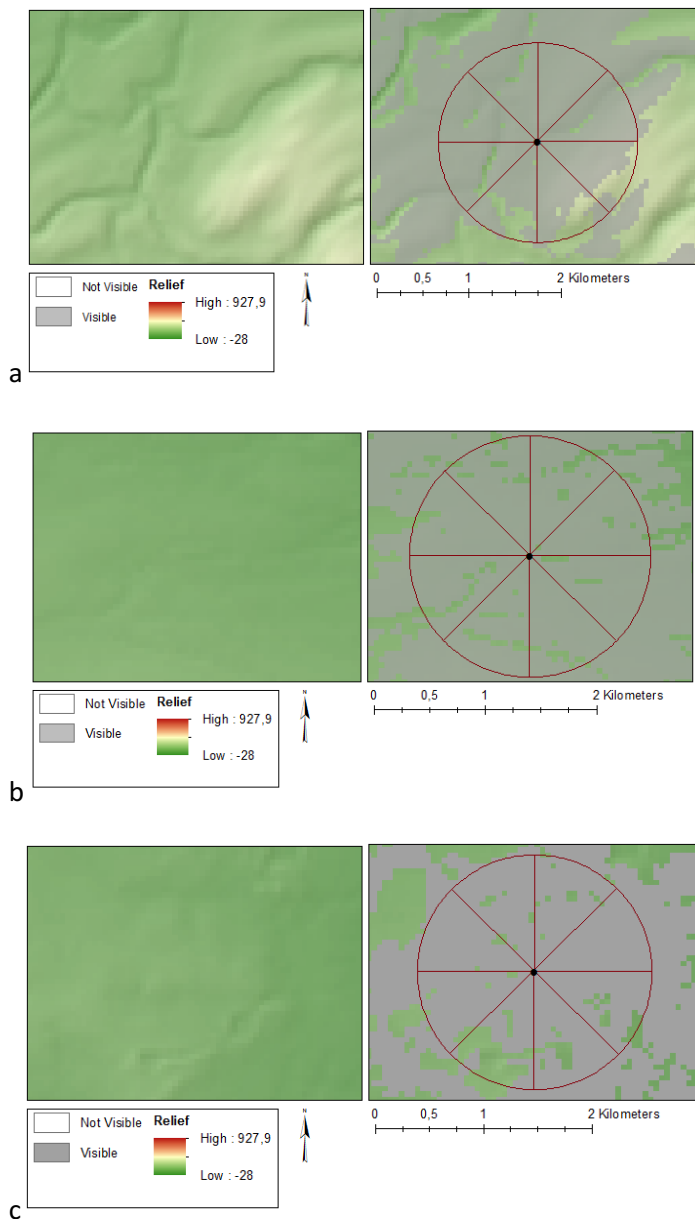 N
Not Visible Relief
High : 927,9
Visible
Low : -28
0 0,5 1 2 Kilometers
a
N
Not Visible Relief
High : 927,9
Visible
Low : -28
0 0,5 1 2 Kilometers
b
N
Not Visible Relief
High : 927,9
Visible
Low : -28
0 0,5 1 2 Kilometers
c